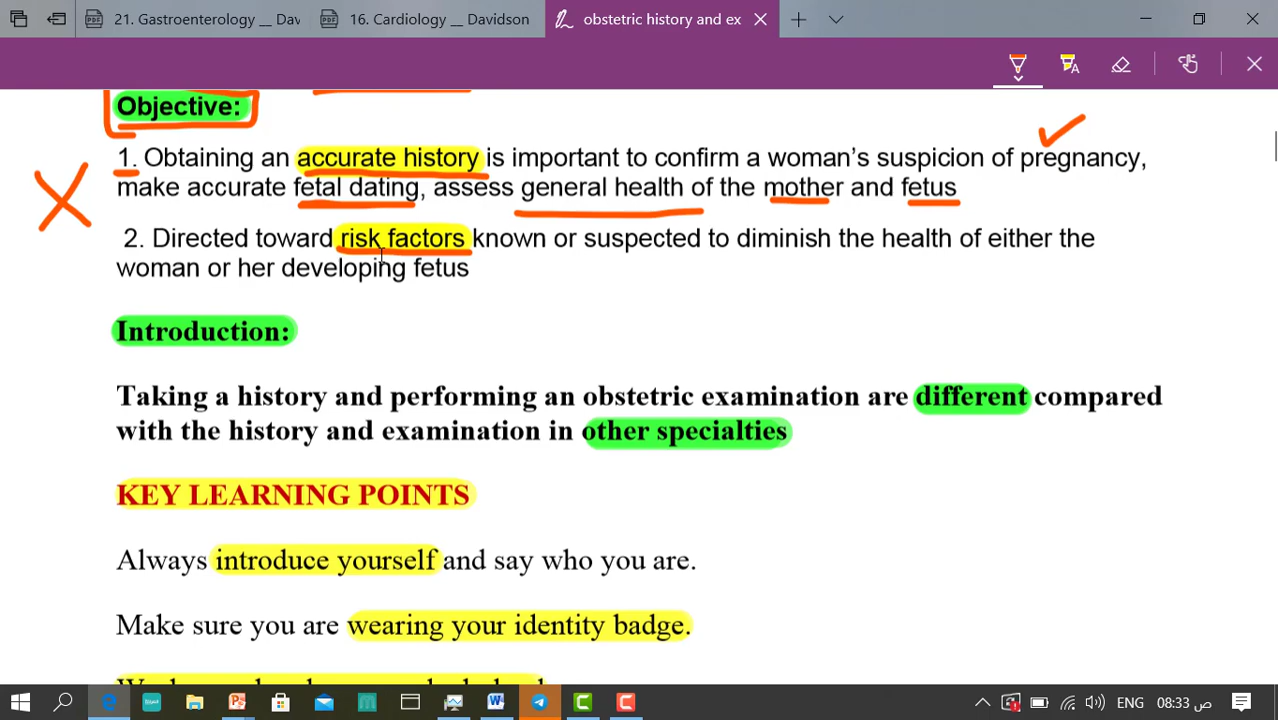 21. Gastroenterology __ Dav
16. Cardiology __ Davidson
obstetric history and ex
Objective:
1. Obtaining an accurate history is important to confirm a woman's suspicion of pregnancy,
make accurate fetal dating, assess general health of the mother and fetus
2. Directed toward risk factors known or suspected to diminish the health of either the
woman or her developing fetus
Introduction:
Taking a history and performing an obstetric examination are different compared
with the history and examination in other specialties
KEY LEARNING POINTS
Always introduce yourself and say who you are.
Make sure you are wearing your identity badge.
ENG
08:33 ص